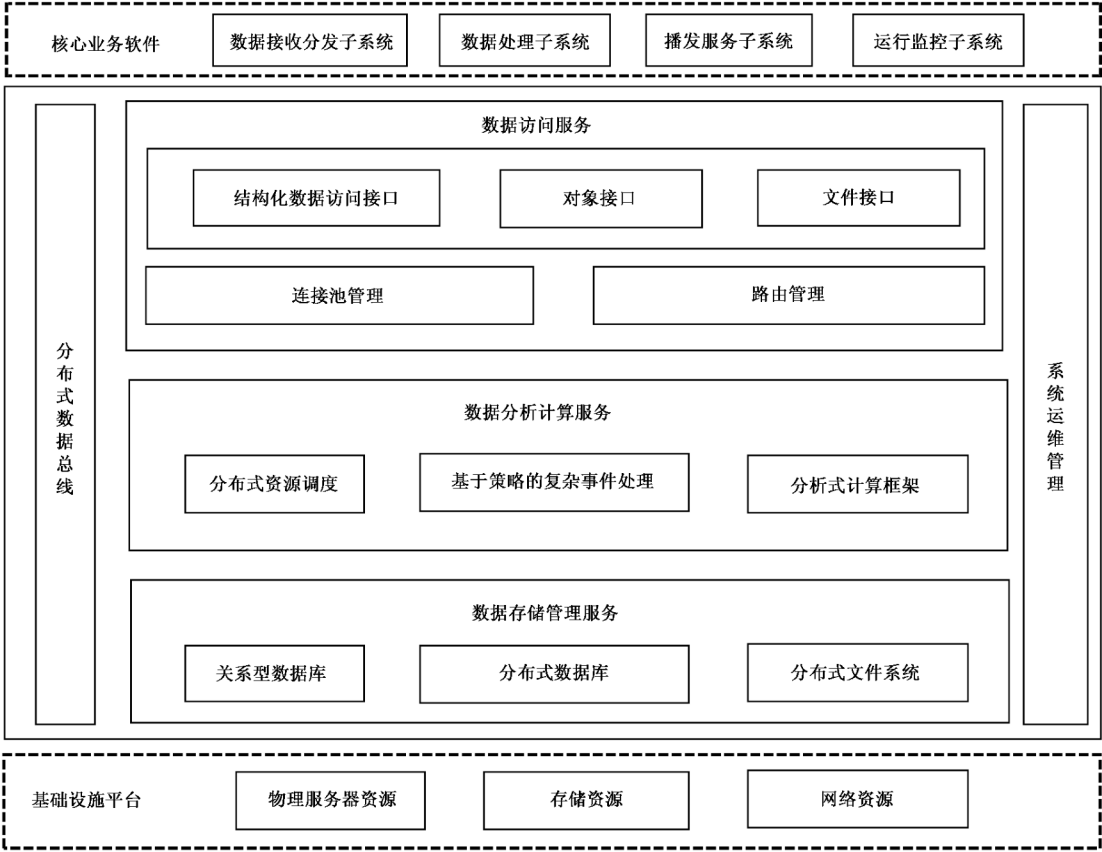 核心业务软件
数据接收分发子系统
数据处理子系统
播发服务子系统
运行监控子系统
分布式数据总线
数据访问服务
结构化数据访问接口
对象接口
文件接口
连接池管理
路由管理
数据分析计算服务
分布式资源调度
基于策略的复杂事件处理
分析式计算框架
数据存储管理服务
关系型数据库
分布式数据库
分布式文件系统
系统运维管理
基础设施平台
物理服务器资源
存储资源
网络资源